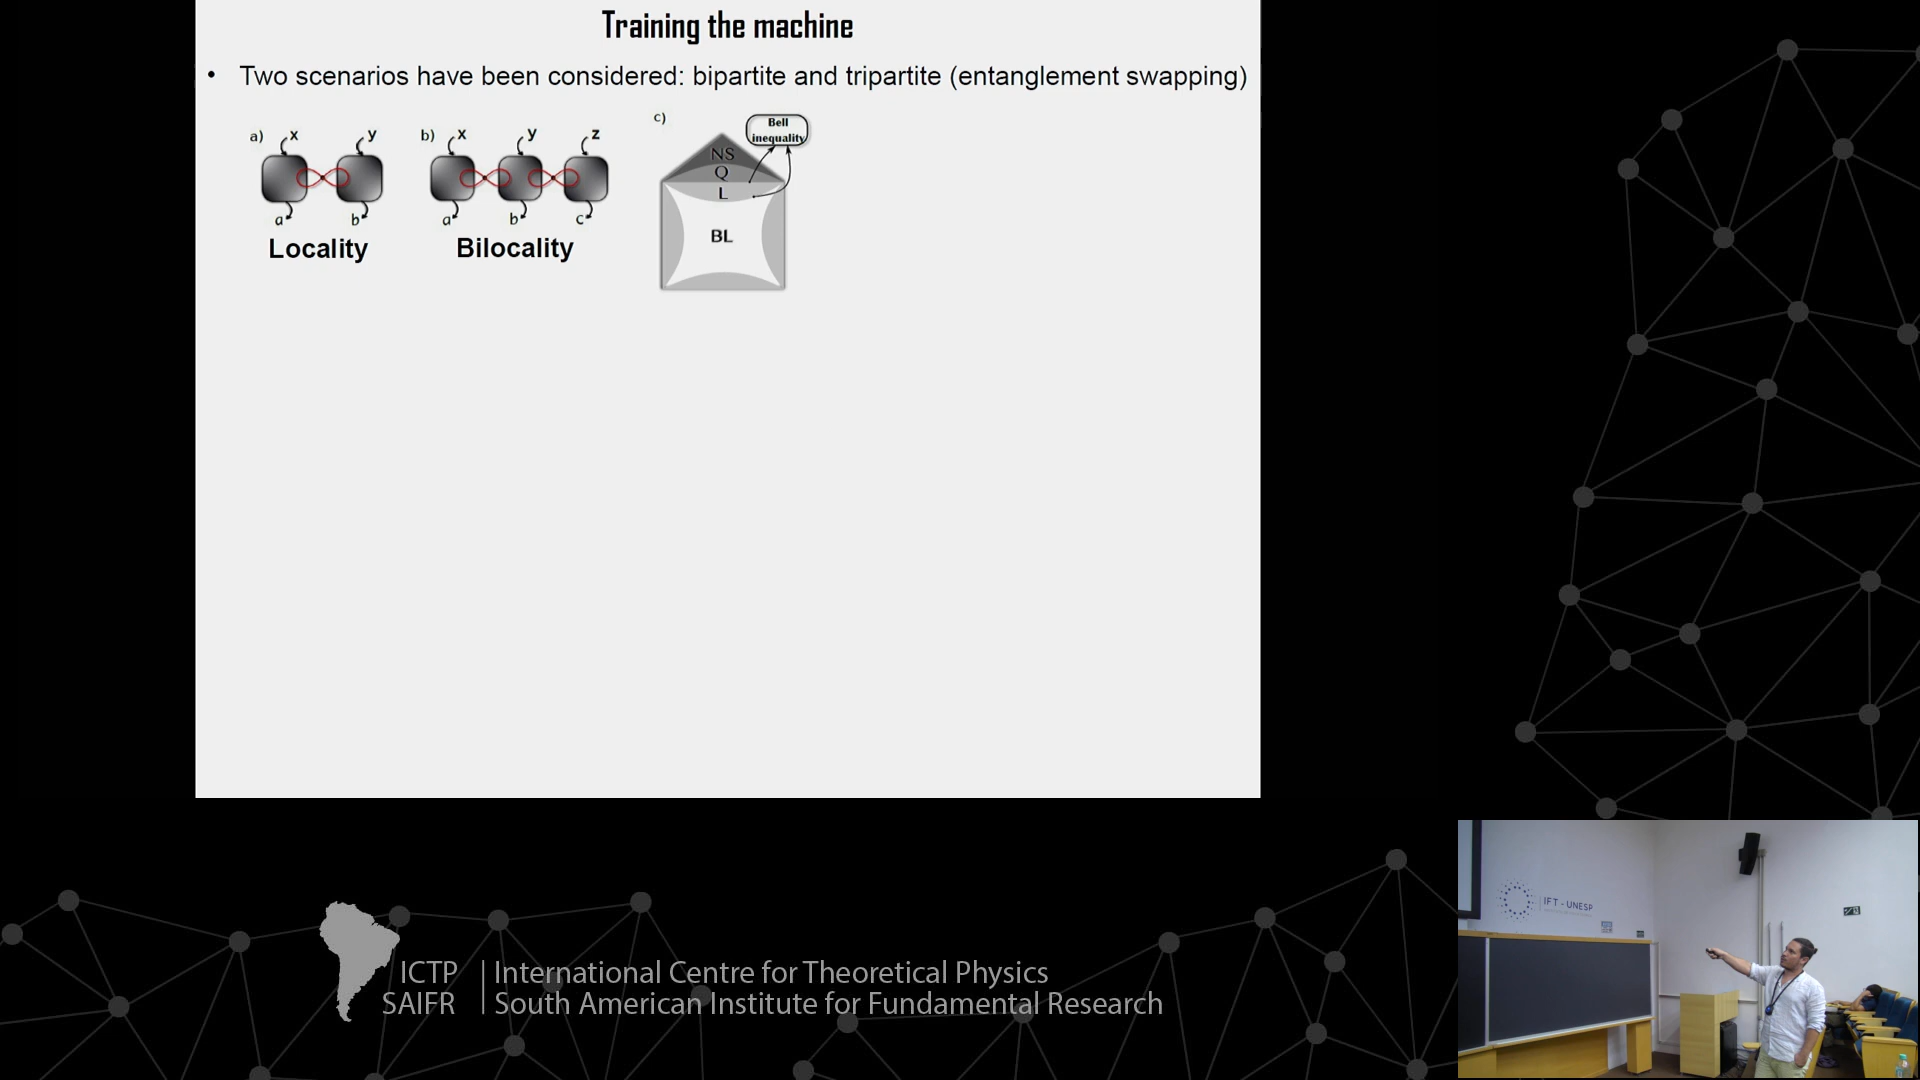 Training the machine
• Two scenarios have been considered: bipartite and tripartite (entanglement swapping)
a) x y
a b
Locality
b) x y z
a b c
Bilocality
c)
Bell
inequality
NS
Q
L
BL
IFT - UNESP
ICTP | International Centre for Theoretical Physics
SAIFR | South American Institute for Fundamental Research